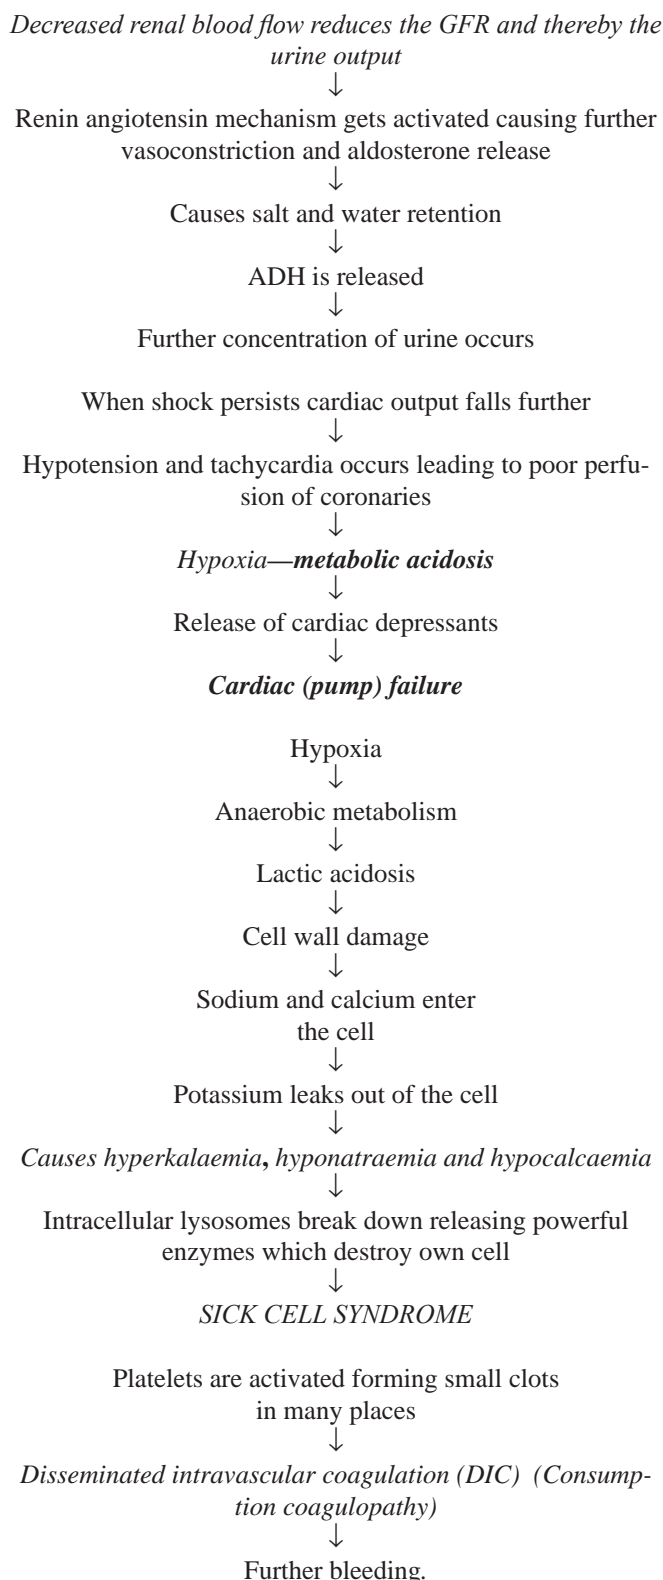 Decreased renal blood flow reduces the GFR and thereby the
urine output
↓
Renin angiotensin mechanism gets activated causing further
vasoconstriction and aldosterone release
↓
Causes salt and water retention
↓
ADH is released
↓
Further concentration of urine occurs
When shock persists cardiac output falls further
↓
Hypotension and tachycardia occurs leading to poor perfu-
sion of coronaries
↓
Hypoxia—metabolic acidosis
↓
Release of cardiac depressants
↓
Cardiac (pump) failure
Hypoxia
↓
Anaerobic metabolism
↓
Lactic acidosis
↓
Cell wall damage
↓
Sodium and calcium enter
the cell
↓
Potassium leaks out of the cell
↓
Causes hyperkalaemia, hyponatraemia and hypocalcaemia
↓
Intracellular lysosomes break down releasing powerful
enzymes which destroy own cell
↓
SICK CELL SYNDROME
Platelets are activated forming small clots
in many places
↓
Disseminated intravascular coagulation (DIC) (Consump-
tion coagulopathy)
↓
Further bleeding.